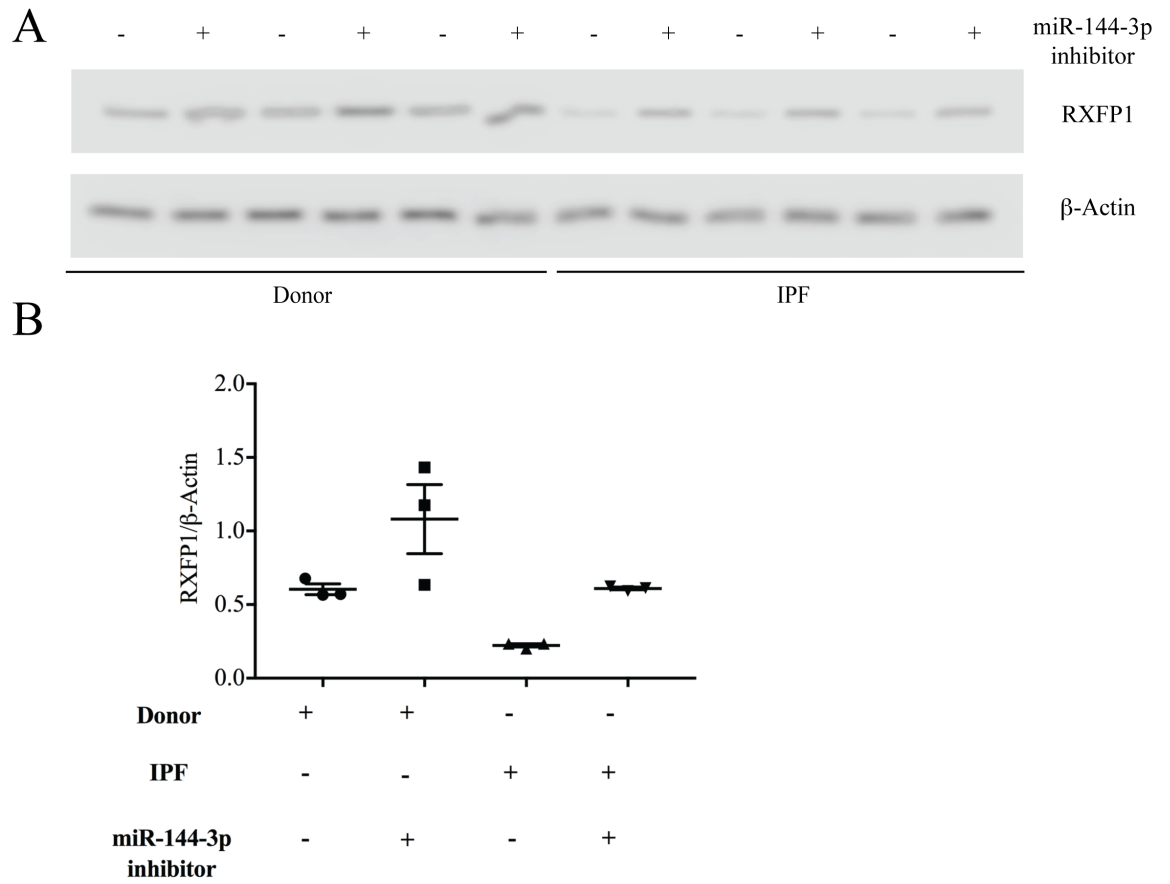 A
- + - + - + - + - + - + miR-144-3p
inhibitor
RXFP1
β-Actin
Donor IPF
B
2.0
1.5
1.0
0.5
0.0
RXFP1/β-Actin
Donor + + - -
IPF - - + +
miR-144-3p - + - +
inhibitor